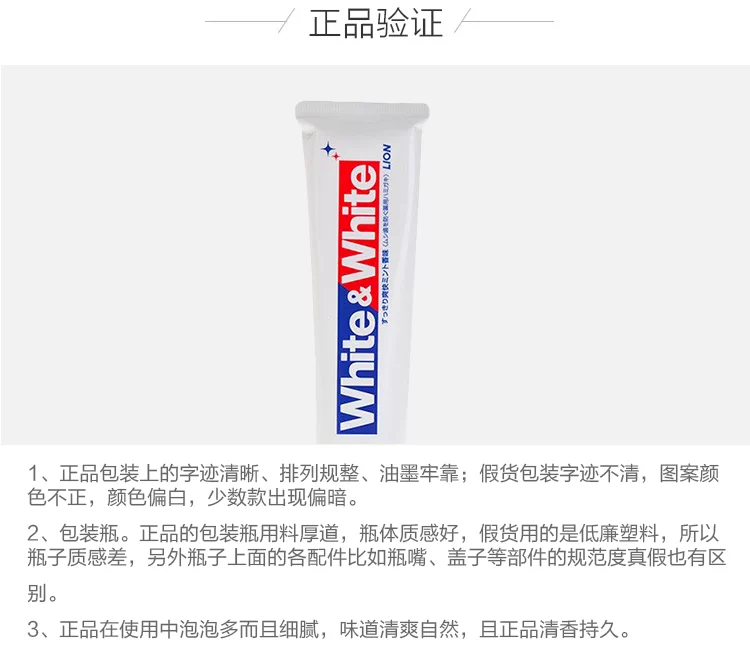 正品验证
LION
White&White
すっきり爽快ミント香味（ムシ歯を防ぐ薬用ハミガキ）
1、正品包装上的字迹清晰、排列规整、油墨牢靠；假货包装字迹不清，图案颜
色不正，颜色偏白，少数款出现偏暗。
2、包装瓶。正品的包装瓶用料厚道，瓶体质感好，假货用的是低廉塑料，所以
瓶子质感差，另外瓶子上面的各配件比如瓶嘴、盖子等部件的规范度真假也有区
别。
3、正品在使用中泡泡多而且细腻，味道清爽自然，且正品清香持久。